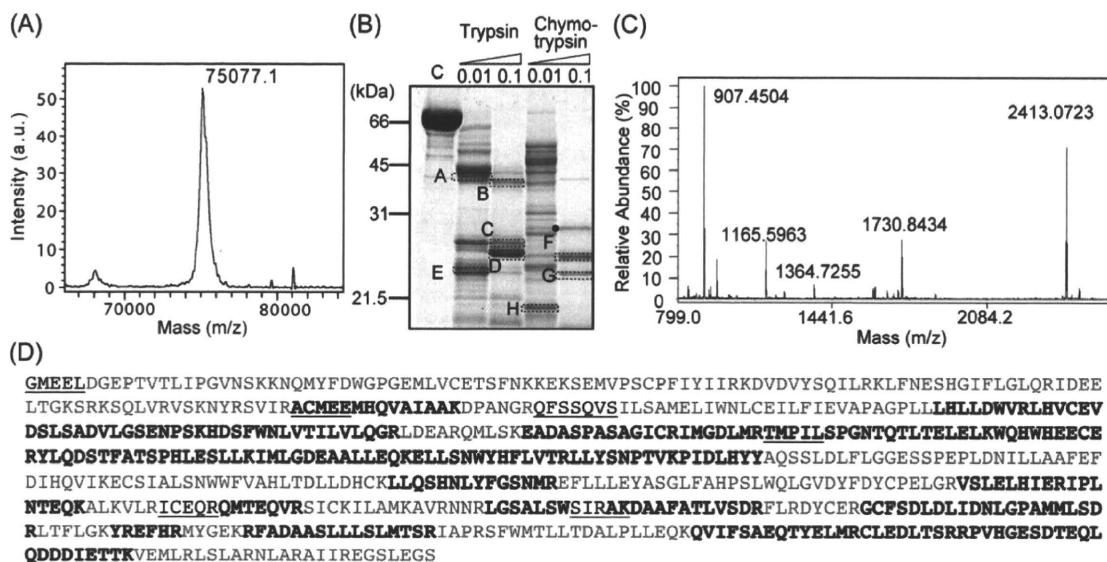 (A)
75077.1
Intensity (a.u.)
50
40
30
20
10
0
70000
80000
Mass (m/z)
(B)
Trypsin
Chymo-
trypsin
C
0.01
0.1
0.01
0.1
(kDa)
66
45
31
21.5
A
B
C
D
E
F
G
H
(C)
Relative Abundance (%)
100
90
80
70
60
50
40
30
20
10
0
907.4504
2413.0723
1165.5963
1730.8434
1364.7255
799.0
1441.6
2084.2
Mass (m/z)
(D)
GMEELDGEPTVTLIPGVNSKKNQMYFDWGPGEMLVCETSFNKKEKSEMVPSCPFIYIIRKDVDVYSQILRKLFNESHGIFLGLQRIDEE
LTGKSRKSQLVRVSKNYRSVIRACMEEMHQVAIAAKDPANGRQFSSQVSILSAMELIWNLCEILFIEVAPAGPLLLHLLDWVRLHVCEV
DSLSADVLGSENPSKHDSFWNLVTILVLQGRLDEARQMLSKEADASPASAGICRIMGDLMRTMPILSPGNTQTLTELELKWQHWHEECE
RYLQDSTFATSPHLESLLKIMLGDEAALLEQKELLSNWYHFLVTRLLYSNPTVKPIDLHYYAQSSLDLFLGGESSPEPLDNILLAAFEF
DIHQVIKECSIALSNWWFVAHLTDLLDHCKLLQSHNLYFGSNMREFLLLEYASGLFAHPSLWQLGVDYFDYCPELGRVSLELHIERIPL
NTEQKALKVLRICEQRQMTEQVRSICKILAMKAVRNNRLGSALSWSIRAKDAAFATLVSDRFLRDYCERGCFSDLDLIDNLGPAMMLSD
RLTFLGKYREFHRMYGEKRFADAASLLLSLMTSRIAPRSFWMTLLTDALPLLEQKQVIFSAEQTYELMRCLEDLTSRRPVHGESDTEQL
QDDDIETTKVEMLRLSLARNLARAIIREGSLEGS